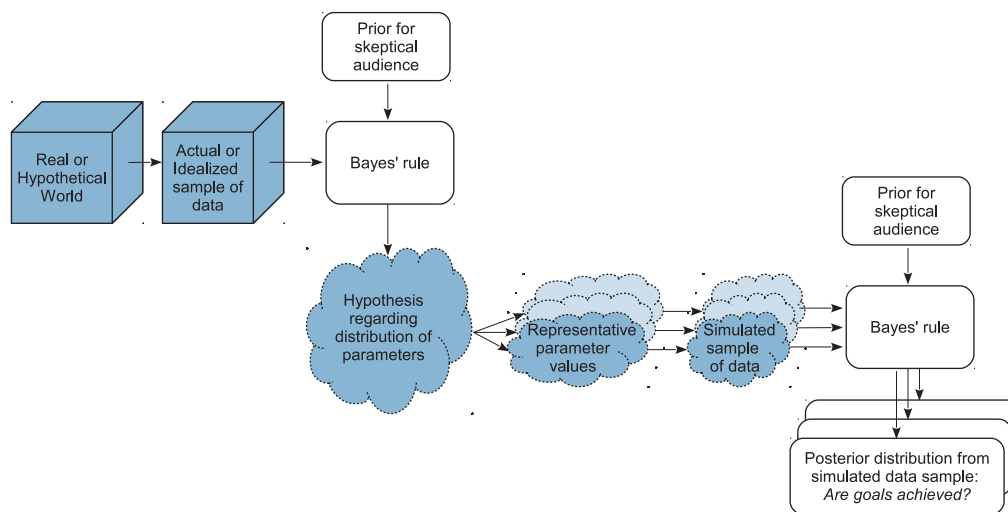 Prior for
skeptical
audience
Real or
Hypothetical
World
Actual or
Idealized
sample of
data
Bayes' rule
Prior for
skeptical
audience
Hypothesis
regarding
distribution of
parameters
Representative
parameter
values
Simulated
sample
of data
Bayes' rule
Posterior distribution from
simulated data sample:
Are goals achieved?